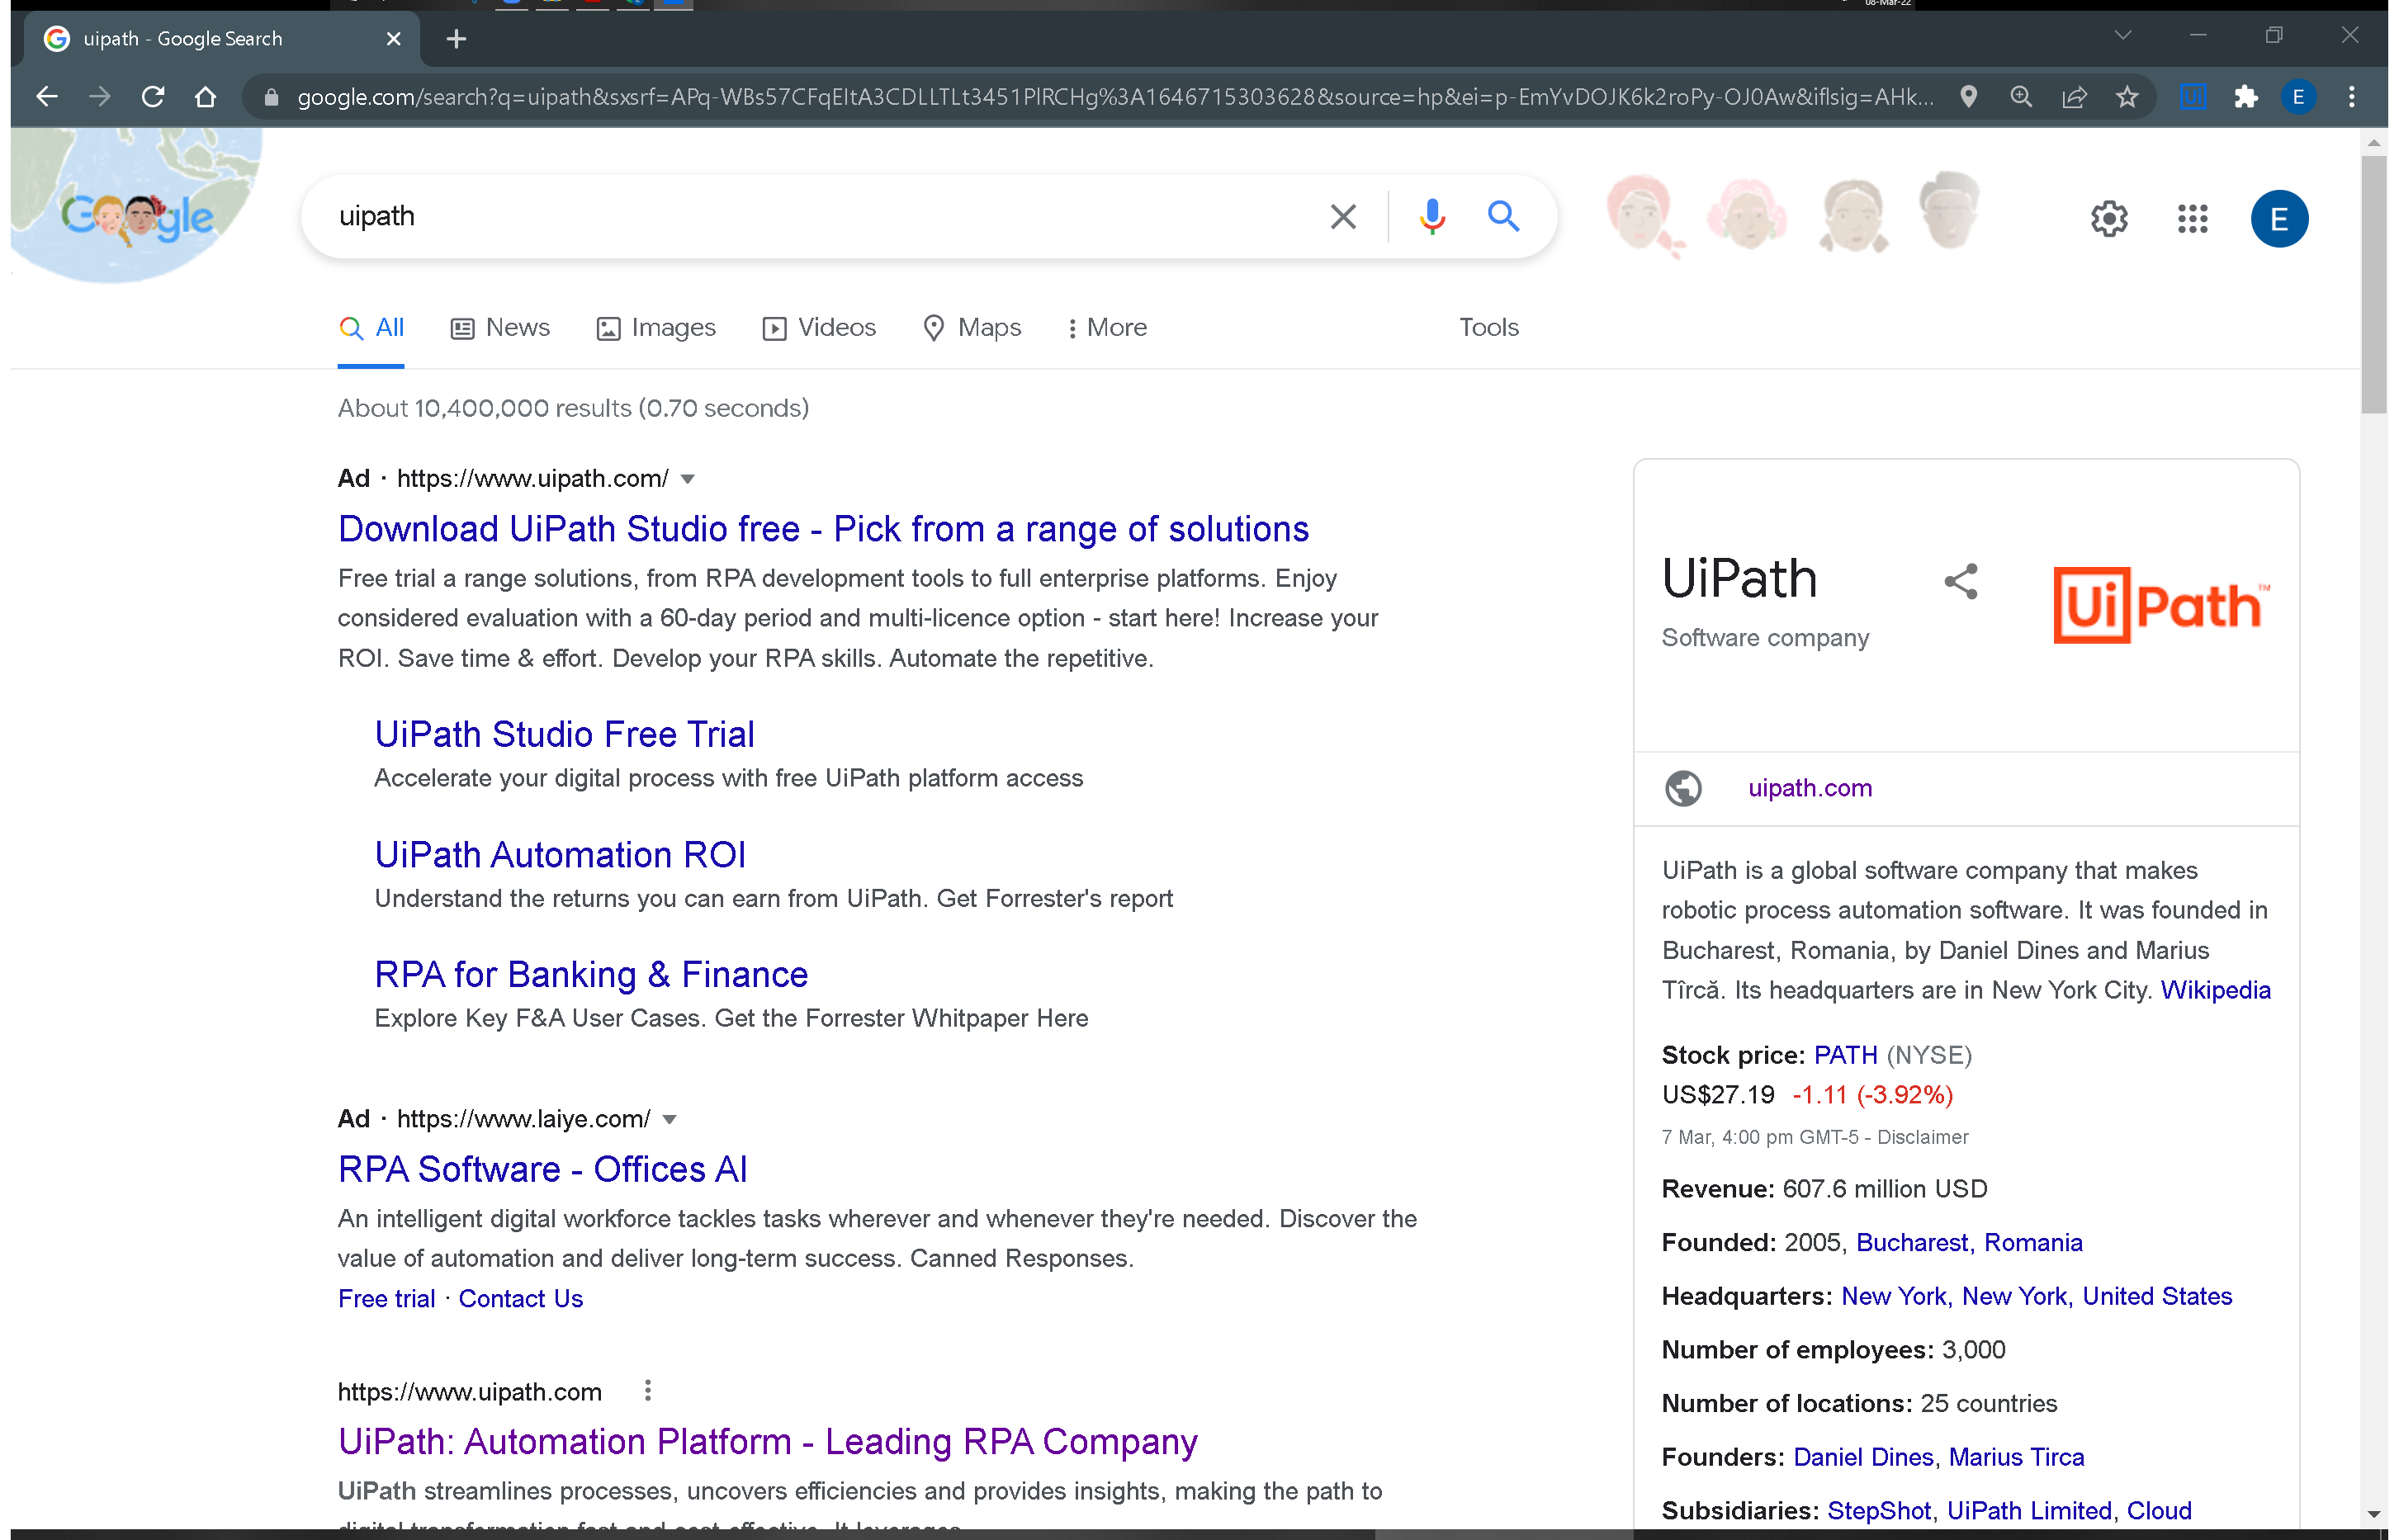 08-Mar-22
uipath - Google Search
google.com/search?q=uipath&sxsrf=APq-WBs57CFqEltA3CDLLTLt3451PlRCHg%3A1646715303628&source=hp&ei=p-EmYvDOJK6k2roPy-OJ0Aw&iflsig=AHk...
Ui
E
Google
uipath
E
All
News
Images
Videos
Maps
More
Tools
About 10,400,000 results (0.70 seconds)
Ad · https://www.uipath.com/
Download UiPath Studio free - Pick from a range of solutions
Free trial a range solutions, from RPA development tools to full enterprise platforms. Enjoy
considered evaluation with a 60-day period and multi-licence option - start here! Increase your
ROI. Save time & effort. Develop your RPA skills. Automate the repetitive.
UiPath Studio Free Trial
Accelerate your digital process with free UiPath platform access
UiPath Automation ROI
Understand the returns you can earn from UiPath. Get Forrester's report
RPA for Banking & Finance
Explore Key F&A User Cases. Get the Forrester Whitpaper Here
Ad · https://www.laiye.com/
RPA Software - Offices AI
An intelligent digital workforce tackles tasks wherever and whenever they're needed. Discover the
value of automation and deliver long-term success. Canned Responses.
Free trial · Contact Us
https://www.uipath.com
UiPath: Automation Platform - Leading RPA Company
UiPath streamlines processes, uncovers efficiencies and provides insights, making the path to
digital transformation fast and cost-effective. It leverages
UiPath
Software company
UiPath™
uipath.com
UiPath is a global software company that makes
robotic process automation software. It was founded in
Bucharest, Romania, by Daniel Dines and Marius
Tîrcă. Its headquarters are in New York City. Wikipedia
Stock price: PATH (NYSE)
US$27.19 -1.11 (-3.92%)
7 Mar, 4:00 pm GMT-5 - Disclaimer
Revenue: 607.6 million USD
Founded: 2005, Bucharest, Romania
Headquarters: New York, New York, United States
Number of employees: 3,000
Number of locations: 25 countries
Founders: Daniel Dines, Marius Tirca
Subsidiaries: StepShot, UiPath Limited, Cloud